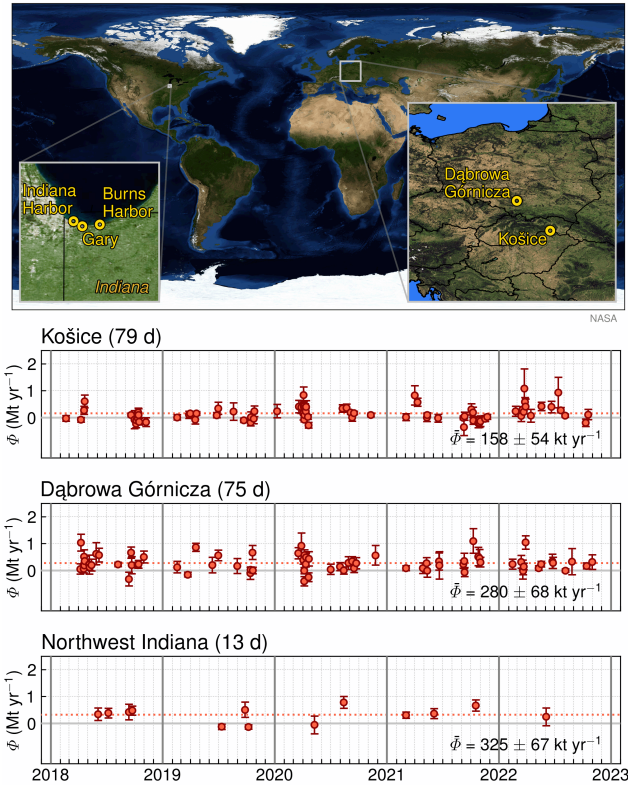 Indiana
Harbor
Burns
Harbor
Gary
Indiana
Dąbrowa
Górnicza
Košice
NASA
Košice (79 d)
Φ (Mt yr⁻¹)
2
1
0
Φ̄ = 158 ± 54 kt yr⁻¹
Dąbrowa Górnicza (75 d)
Φ (Mt yr⁻¹)
2
1
0
Φ̄ = 280 ± 68 kt yr⁻¹
Northwest Indiana (13 d)
Φ (Mt yr⁻¹)
2
1
0
Φ̄ = 325 ± 67 kt yr⁻¹
2018 2019 2020 2021 2022 2023